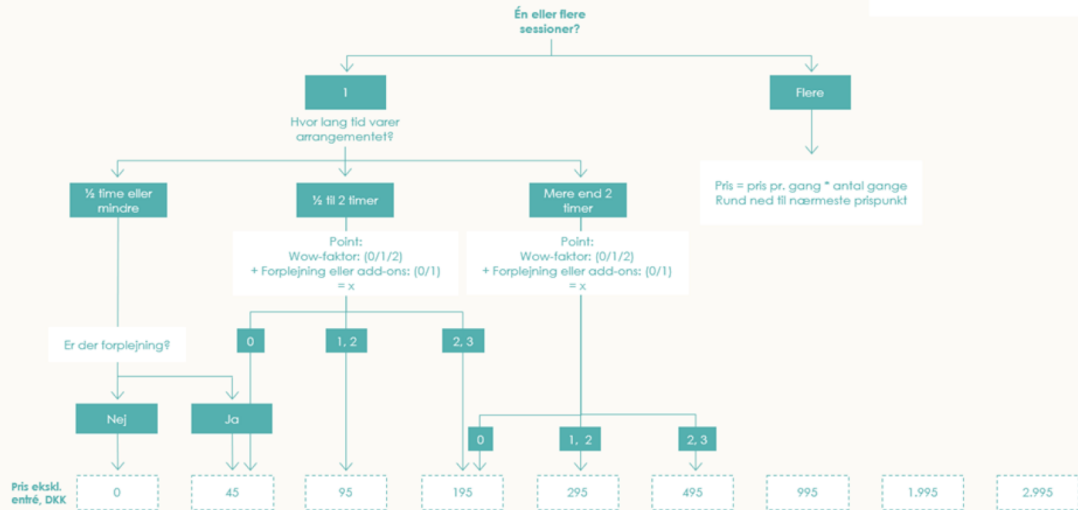 Én eller flere
sessioner?
1
Flere
Hvor lang tid varer
arrangementet?
½ time eller
mindre
½ til 2 timer
Mere end 2
timer
Pris = pris pr. gang * antal gange
Rund ned til nærmeste prispunkt
Point:
Wow-faktor: (0/1/2)
+ Forplejning eller add-ons: (0/1)
= x
Point:
Wow-faktor: (0/1/2)
+ Forplejning eller add-ons: (0/1)
= x
Er der forplejning?
0
1, 2
2, 3
Nej
Ja
0
1, 2
2, 3
Pris ekskl.
entré, DKK
0
45
95
195
295
495
995
1.995
2.995